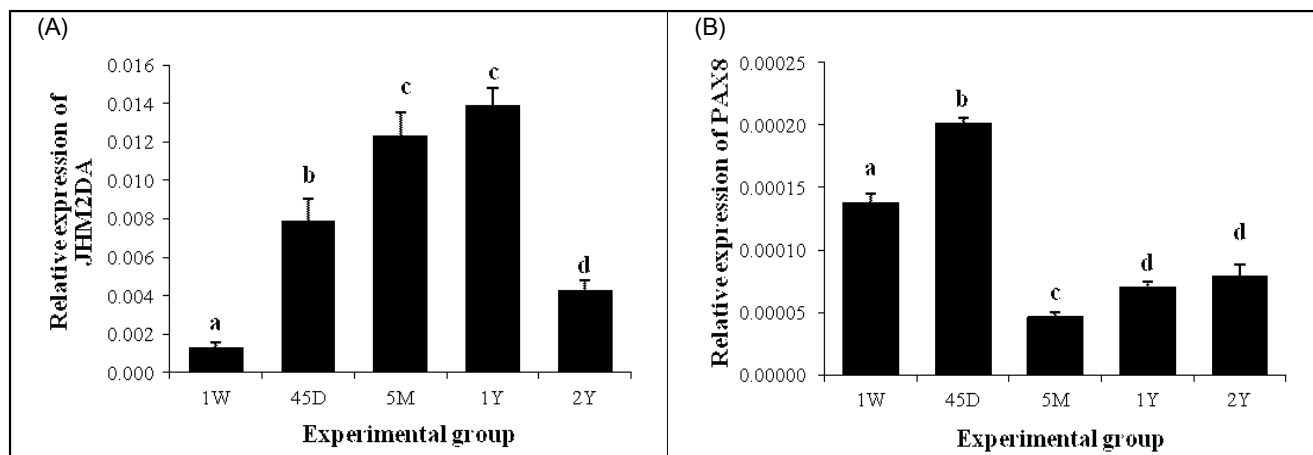 (A)
Relative expression of
JHM2DA
0.016
0.014
0.012
0.010
0.008
0.006
0.004
0.002
0.000
a
b
c
c
d
1W 45D 5M 1Y 2Y
Experimental group
(B)
Relative expression of PAX8
0.00025
0.00020
0.00015
0.00010
0.00005
0.00000
a
b
c
d
d
1W 45D 5M 1Y 2Y
Experimental group